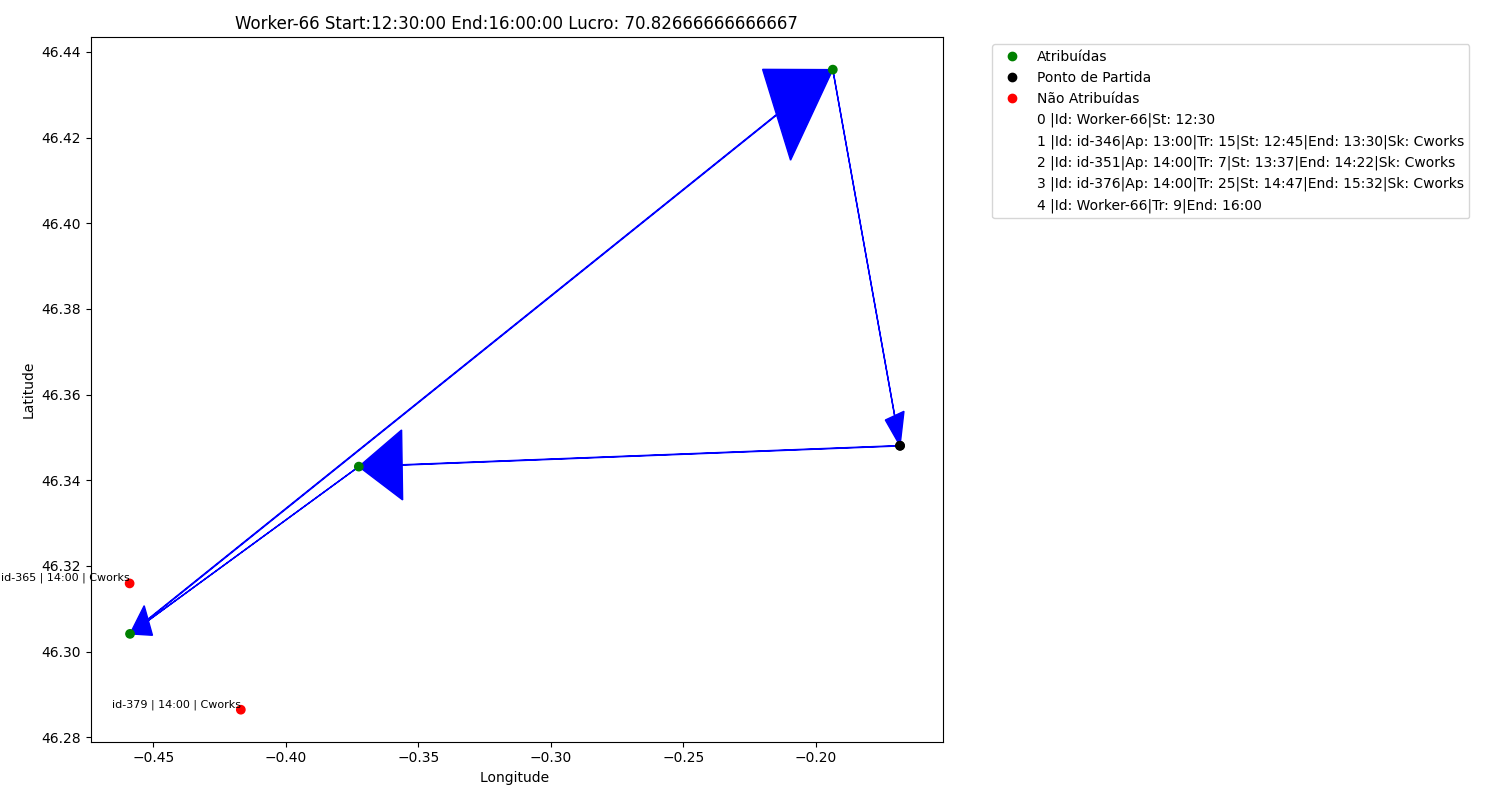 Worker-66 Start:12:30:00 End:16:00:00 Lucro: 70.82666666666667
46.44
46.42
46.40
46.38
46.36
46.34
46.32
46.30
46.28
Latitude
id-365 | 14:00 | Cworks
id-379 | 14:00 | Cworks
−0.45
−0.40
−0.35
−0.30
−0.25
−0.20
Longitude
Atribuídas
Ponto de Partida
Não Atribuídas
0 |Id: Worker-66|St: 12:30
1 |Id: id-346|Ap: 13:00|Tr: 15|St: 12:45|End: 13:30|Sk: Cworks
2 |Id: id-351|Ap: 14:00|Tr: 7|St: 13:37|End: 14:22|Sk: Cworks
3 |Id: id-376|Ap: 14:00|Tr: 25|St: 14:47|End: 15:32|Sk: Cworks
4 |Id: Worker-66|Tr: 9|End: 16:00